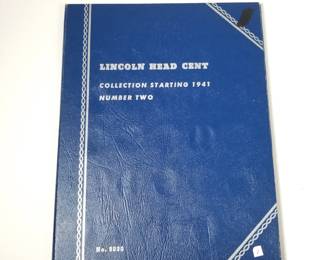 LINCOLN HEAD CENT
COLLECTION STARTING 1941
NUMBER TWO